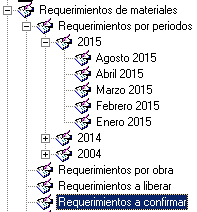 Requerimientos de materiales
Requerimientos por periodos
2015
Agosto 2015
Abril 2015
Marzo 2015
Febrero 2015
Enero 2015
2014
2004
Requerimientos por obra
Requerimientos a liberar
Requerimientos a confirmar